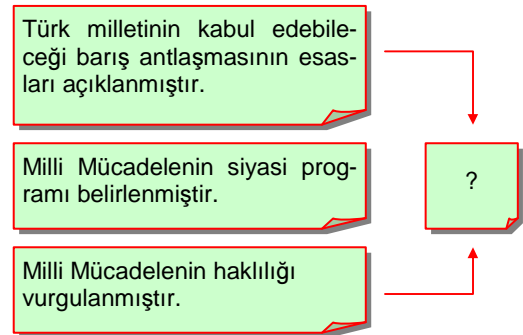 Türk milletinin kabul edebile-
ceği barış antlaşmasının esas-
ları açıklanmıştır.
Milli Mücadelenin siyasi prog-
ramı belirlenmiştir.
?
Milli Mücadelenin haklılığı
vurgulanmıştır.